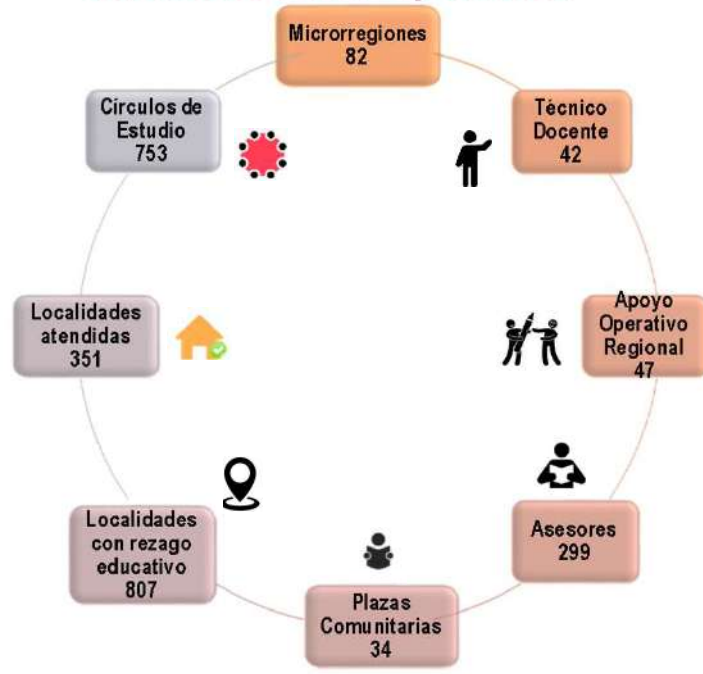 Microrregiones
82
Técnico
Docente
42
Apoyo
Operativo
Regional
47
Asesores
299
Plazas
Comunitarias
34
Localidades
con rezago
educativo
807
Localidades
atendidas
351
Círculos de
Estudio
753